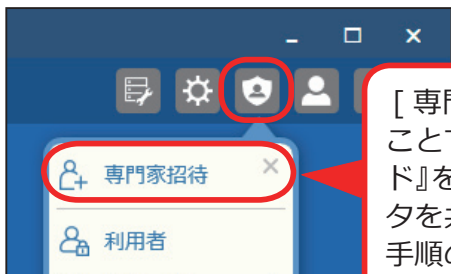 専門家招待
利用者
[ 専門
ことで
ド』を
タを共
手順の